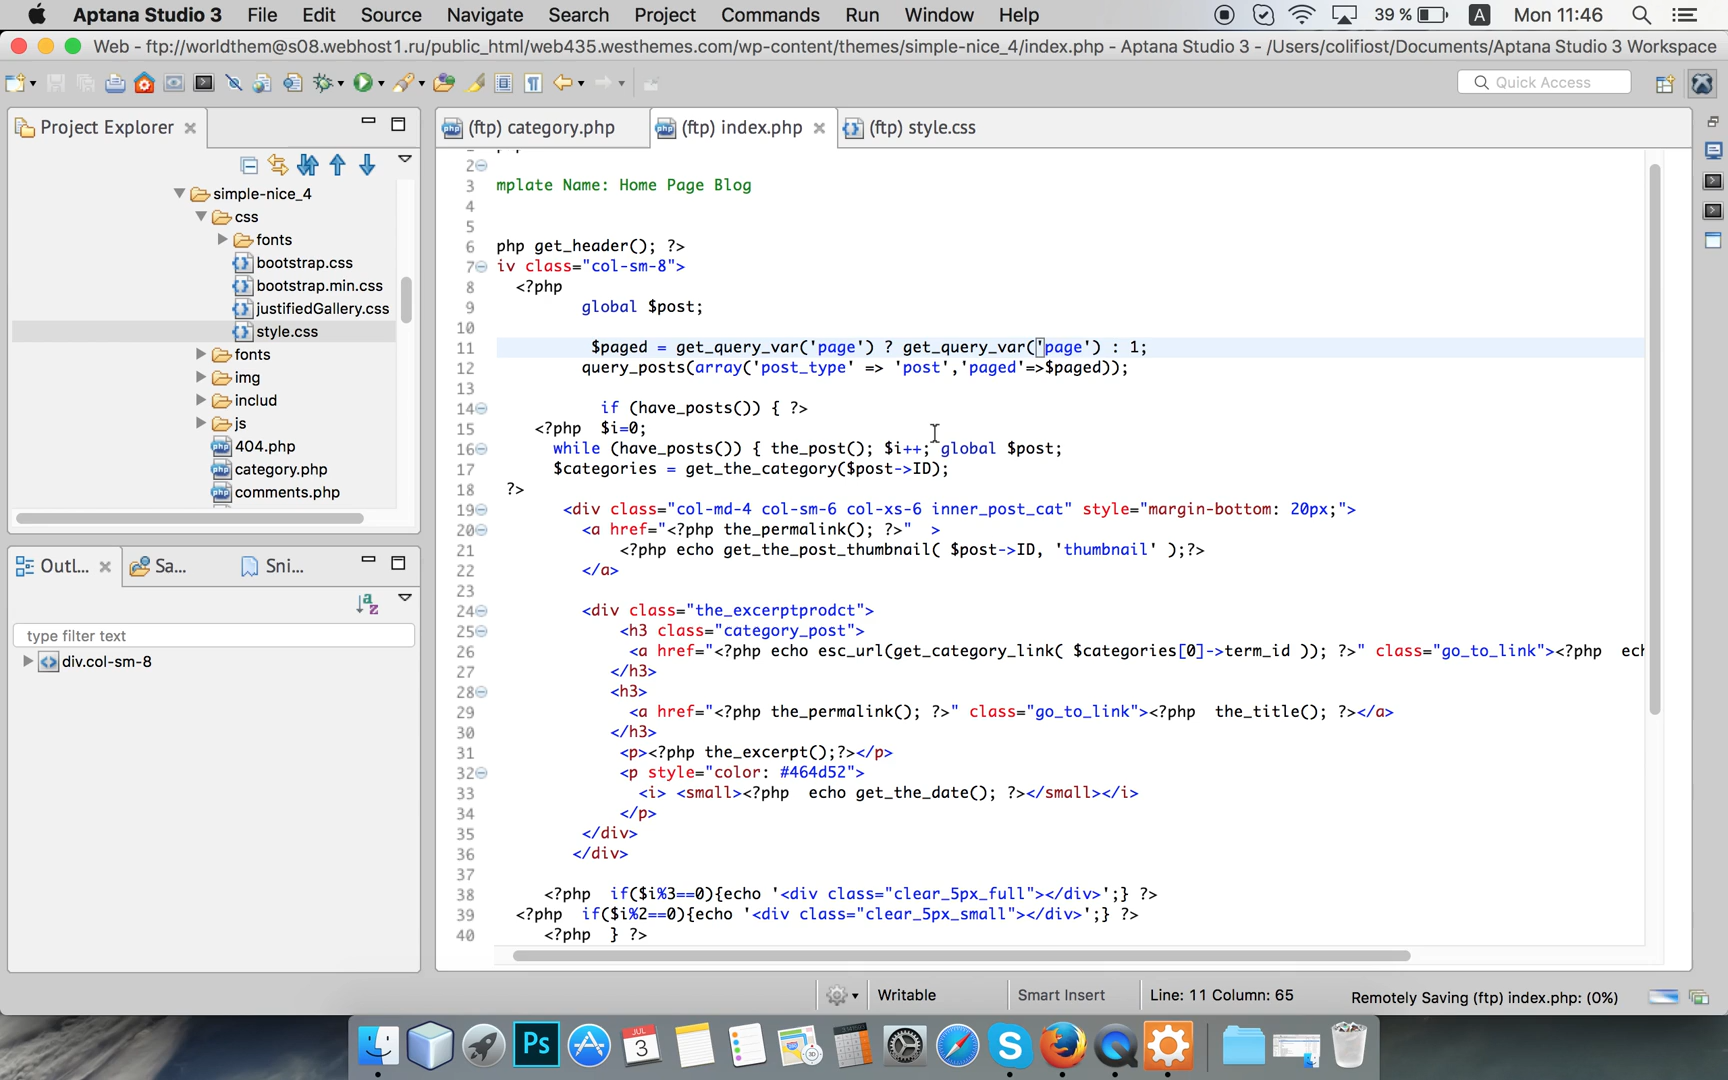 Aptana Studio 3 File Edit Source Navigate Search Project Commands Run Window Help 39 % A Mon 11:46
Web - ftp://worldthem@s08.webhost1.ru/public_html/web435.westhemes.com/wp-content/themes/simple-nice_4/index.php - Aptana Studio 3 - /Users/colifiost/Documents/Aptana Studio 3 Workspace
Quick Access
Project Explorer
simple-nice_4
css
fonts
bootstrap.css
bootstrap.min.css
justifiedGallery.css
style.css
fonts
img
includ
js
404.php
category.php
comments.php
Outl...
Sa...
Sni...
type filter text
div.col-sm-8
(ftp) category.php
(ftp) index.php
(ftp) style.css
2
3 mplate Name: Home Page Blog
4
5
6 php get_header(); ?>
7 iv class="col-sm-8">
8 <?php
9 global $post;
10
11 $paged = get_query_var('page') ? get_query_var('page') : 1;
12 query_posts(array('post_type' => 'post','paged'=>$paged));
13
14 if (have_posts()) { ?>
15 <?php $i=0;
16 while (have_posts()) { the_post(); $i++; global $post;
17 $categories = get_the_category($post->ID);
18 ?>
19 <div class="col-md-4 col-sm-6 col-xs-6 inner_post_cat" style="margin-bottom: 20px;">
20 <a href="<?php the_permalink(); ?>" >
21 <?php echo get_the_post_thumbnail( $post->ID, 'thumbnail' );?>
22 </a>
23
24 <div class="the_excerptprodct">
25 <h3 class="category_post">
26 <a href="<?php echo esc_url(get_category_link( $categories[0]->term_id )); ?>" class="go_to_link"><?php ech
27 </h3>
28 <h3>
29 <a href="<?php the_permalink(); ?>" class="go_to_link"><?php the_title(); ?></a>
30 </h3>
31 <p><?php the_excerpt();?></p>
32 <p style="color: #464d52">
33 <i> <small><?php echo get_the_date(); ?></small></i>
34 </p>
35 </div>
36 </div>
37
38 <?php if($i%3==0){echo '<div class="clear_5px_full"></div>';} ?>
39 <?php if($i%2==0){echo '<div class="clear_5px_small"></div>';} ?>
40 <?php } ?>
Writable
Smart Insert
Line: 11 Column: 65
Remotely Saving (ftp) index.php: (0%)
Ps
JUL
3